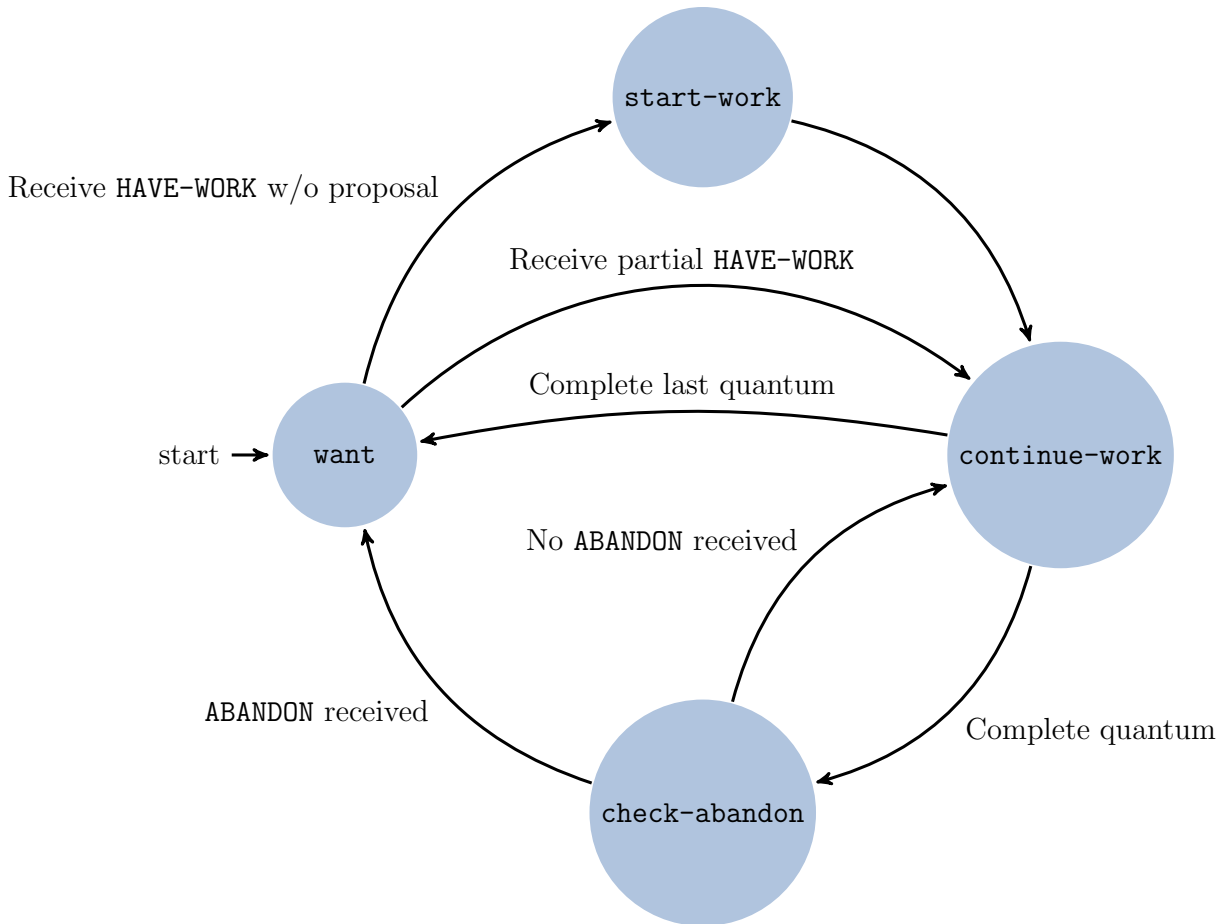 start-work
Receive HAVE-WORK w/o proposal
Receive partial HAVE-WORK
Complete last quantum
start
want
continue-work
No ABANDON received
ABANDON received
Complete quantum
check-abandon